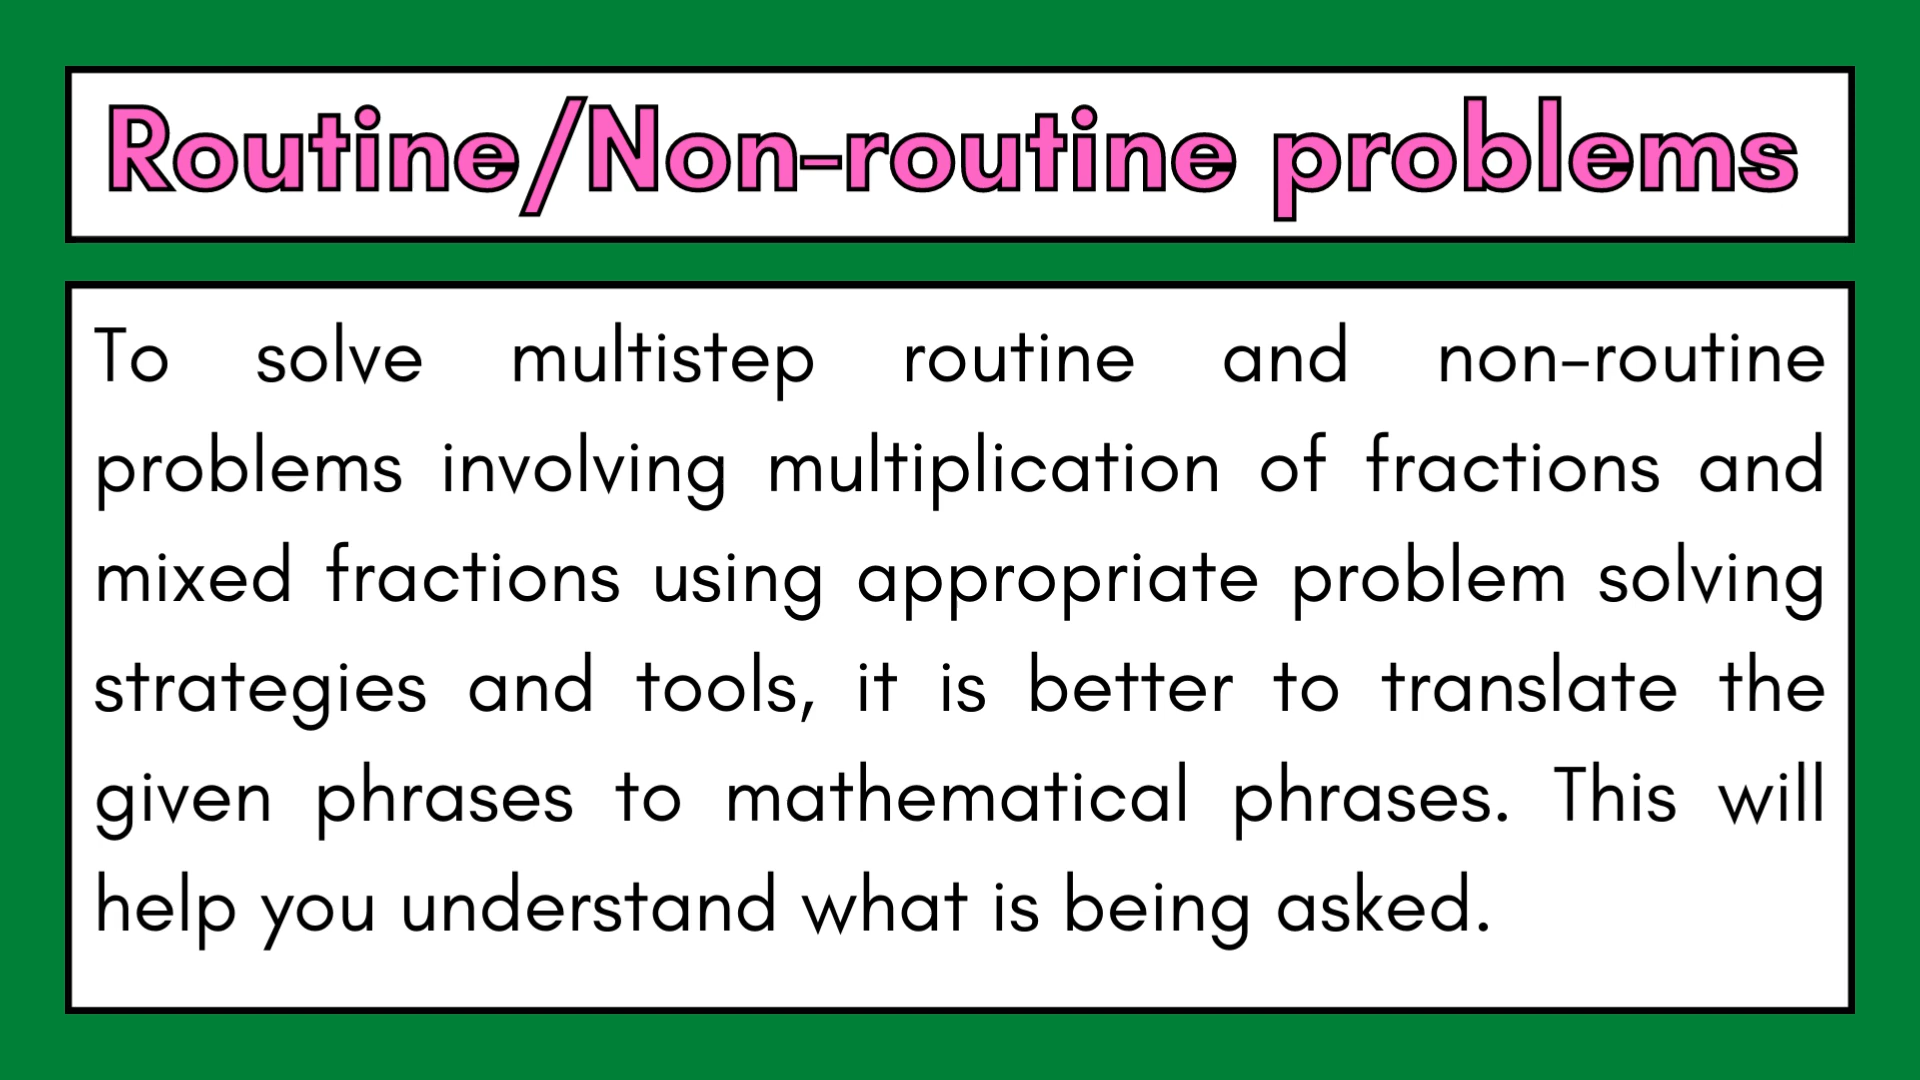 Routine/Non-routine problems
To solve multistep routine and non-routine
problems involving multiplication of fractions and
mixed fractions using appropriate problem solving
strategies and tools, it is better to translate the
given phrases to mathematical phrases. This will
help you understand what is being asked.